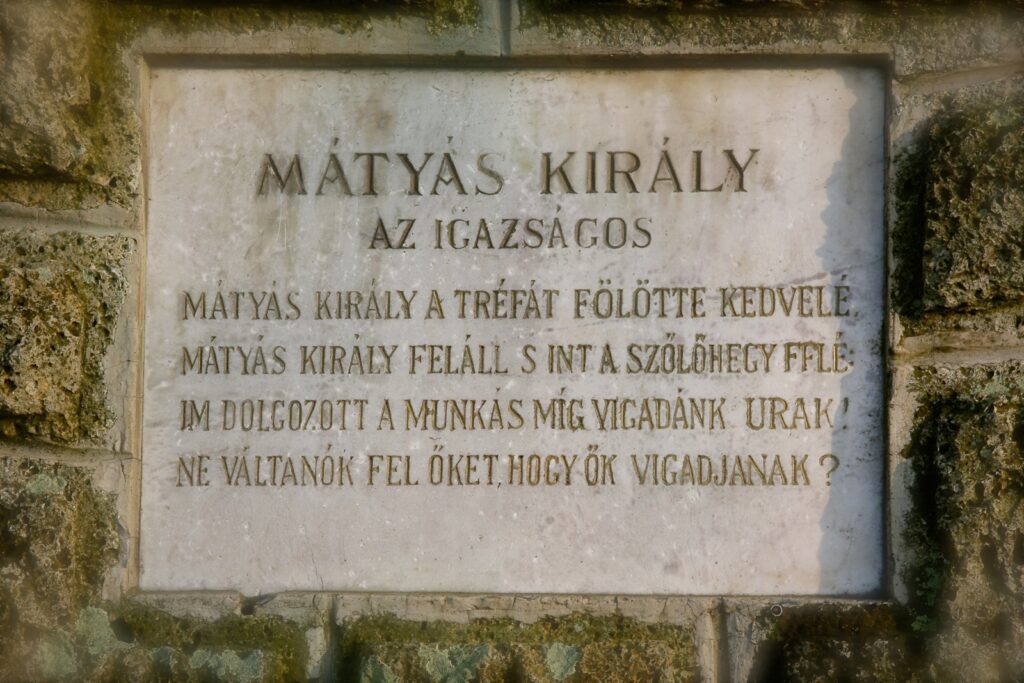 MÁTYÁS KIRÁLY
AZ IGAZSÁGOS
MÁTYÁS KIRÁLY A TRÉFÁT FÖLÖTTE KEDVELÉ,
MÁTYÁS KIRÁLY FELÁLL S INT A SZŐLŐHEGY FELÉ:
IM DOLGOZOTT A MUNKÁS MÍG VIGADÁNK URAK!
NE VÁLTANÓK FEL ŐKET, HOGY ŐK VIGADJANAK?